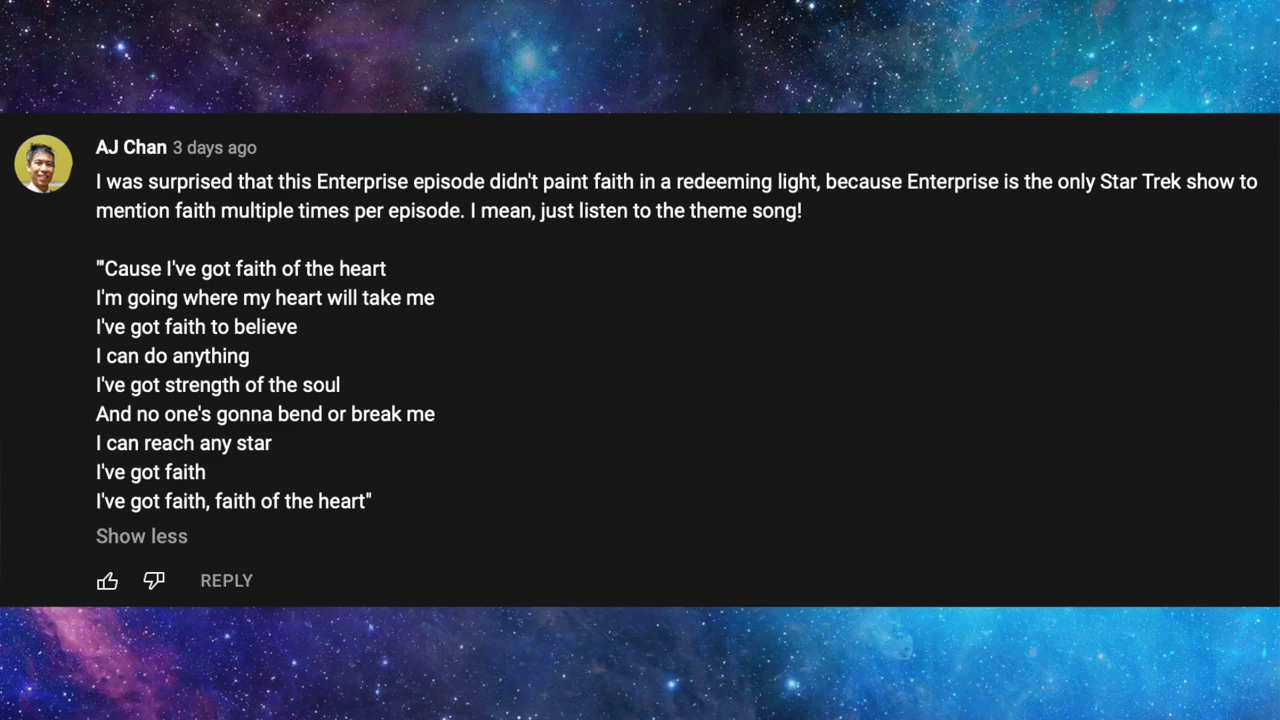 AJ Chan 3 days ago
I was surprised that this Enterprise episode didn't paint faith in a redeeming light, because Enterprise is the only Star Trek show to
mention faith multiple times per episode. I mean, just listen to the theme song!
"'Cause I've got faith of the heart
I'm going where my heart will take me
I've got faith to believe
I can do anything
I've got strength of the soul
And no one's gonna bend or break me
I can reach any star
I've got faith
I've got faith, faith of the heart"
Show less
REPLY